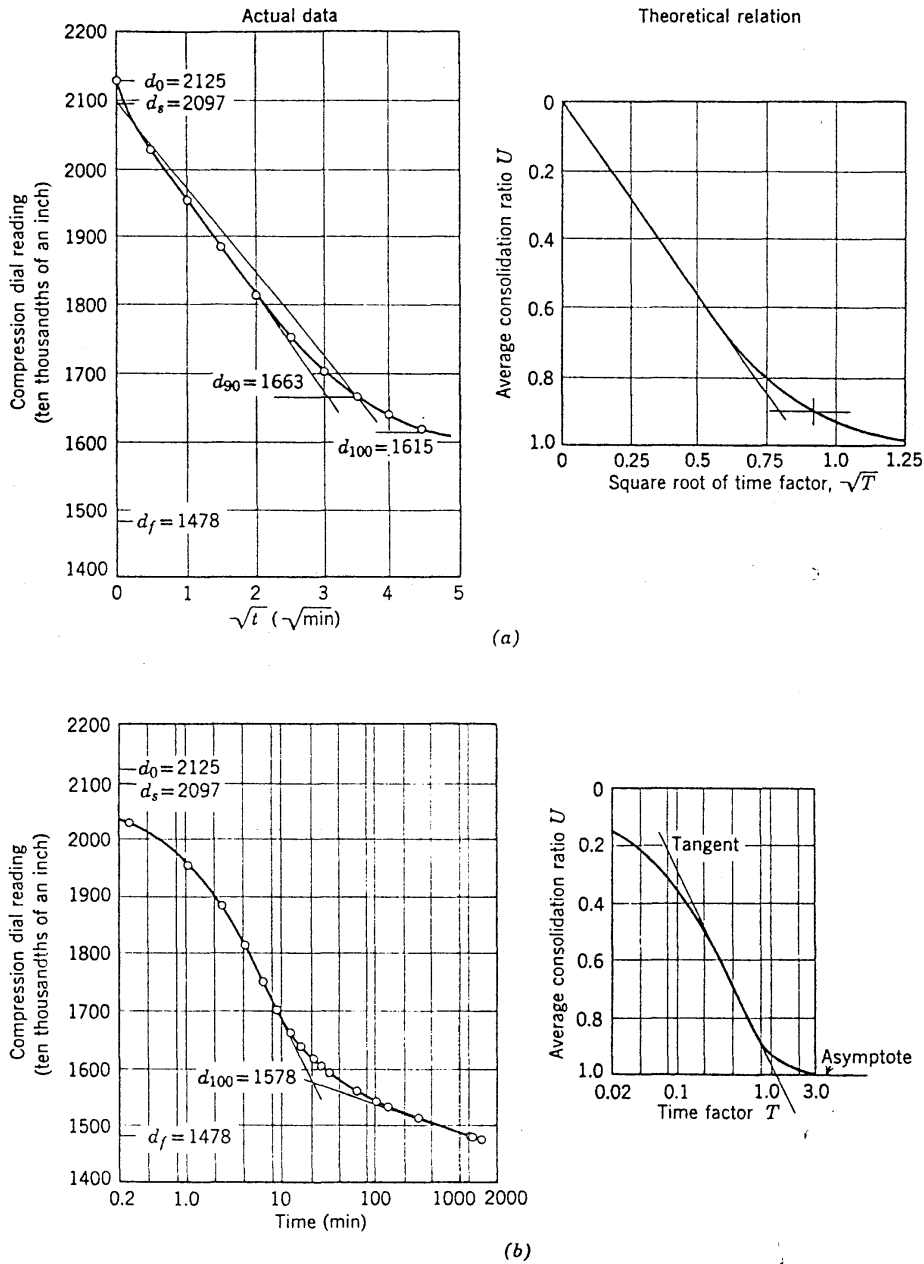 Actual data
Theoretical relation
2200
2100
2000
1900
1800
1700
1600
1500
1400
Compression dial reading
(ten thousandths of an inch)
d₀ = 2125
dₛ = 2097
d₉₀ = 1663
d₁₀₀ = 1615
d_f = 1478
0 1 2 3 4 5
√t (√min)
0
0.2
0.4
0.6
0.8
1.0
Average consolidation ratio U
0 0.25 0.50 0.75 1.0 1.25
Square root of time factor, √T
(a)
2200
2100
2000
1900
1800
1700
1600
1500
1400
Compression dial reading
(ten thousandths of an inch)
d₀ = 2125
dₛ = 2097
d₁₀₀ = 1578
d_f = 1478
0.2 1.0 10 100 1000 2000
Time (min)
0
0.2
0.4
0.6
0.8
1.0
Average consolidation ratio U
Tangent
Asymptote
0.02 0.1 1.0 3.0
Time factor T
(b)